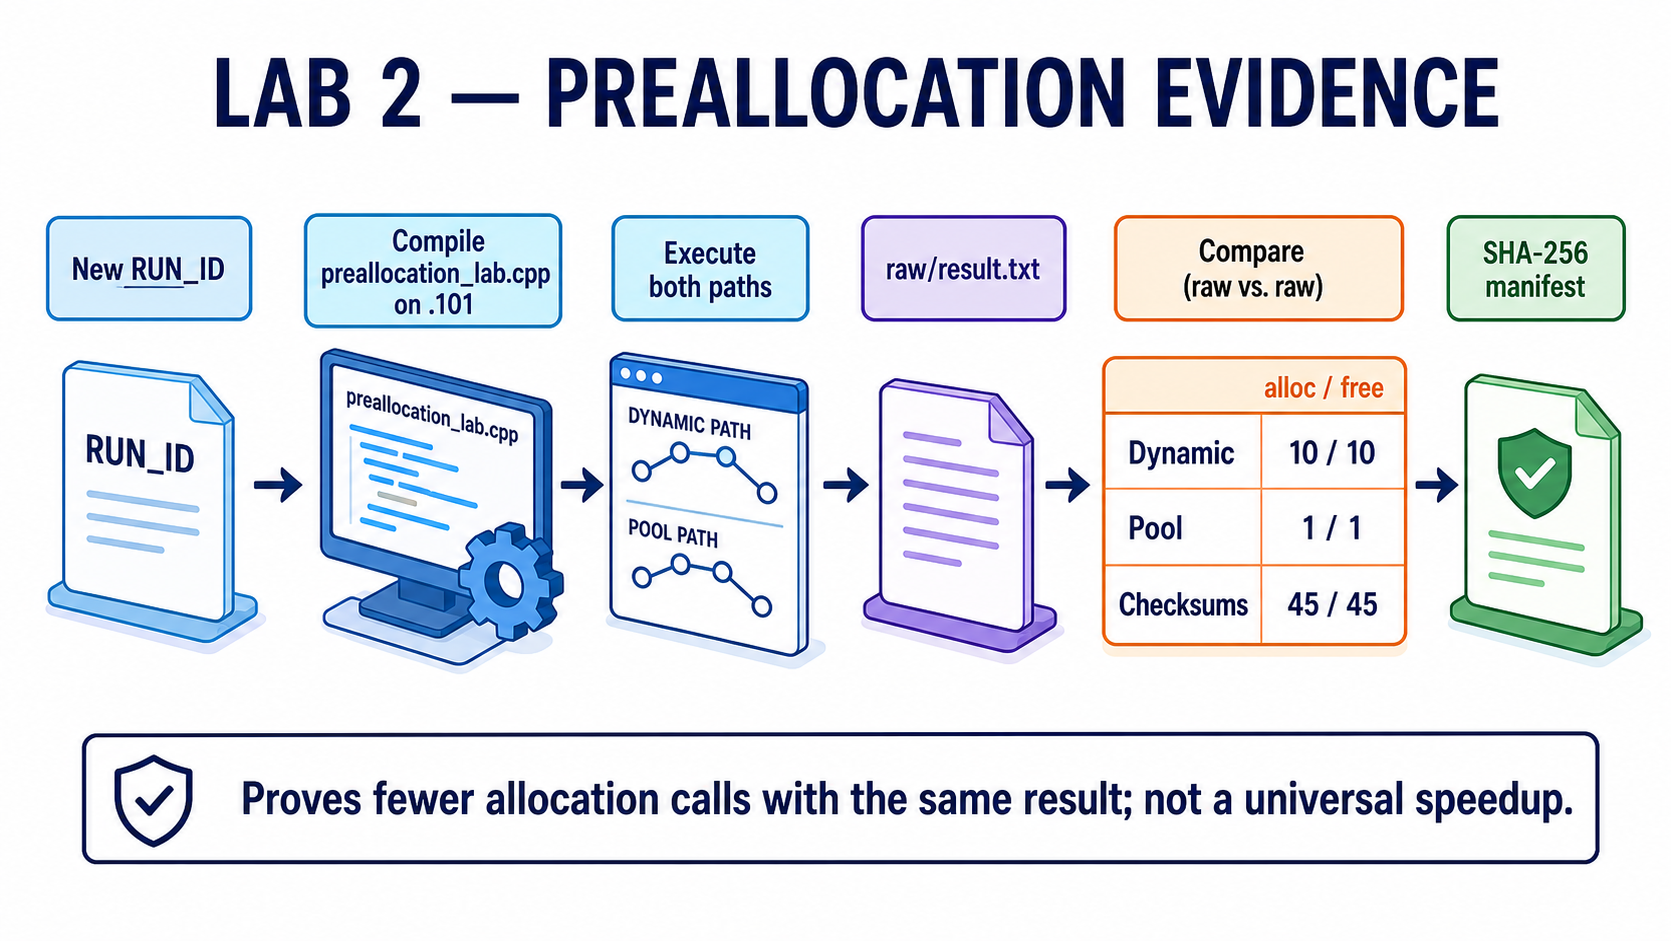 LAB 2 — PREALLOCATION EVIDENCE
New RUN_ID
Compile
preallocation_lab.cpp
on .101
Execute
both paths
raw/result.txt
Compare
(raw vs. raw)
SHA-256
manifest
RUN_ID
preallocation_lab.cpp
DYNAMIC PATH
POOL PATH
alloc / free
Dynamic 10 / 10
Pool 1 / 1
Checksums 45 / 45
Proves fewer allocation calls with the same result; not a universal speedup.